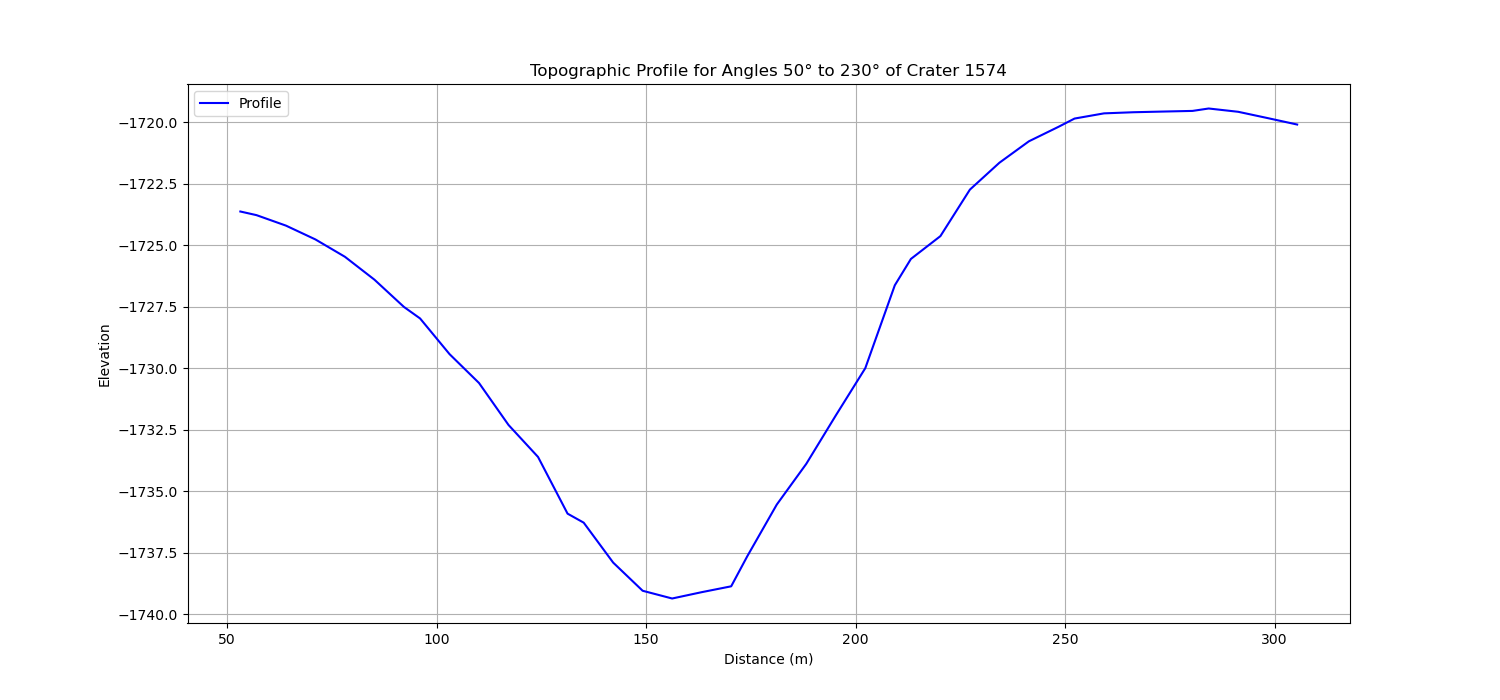 Topographic Profile for Angles 50° to 230° of Crater 1574
Profile
−1720.0
−1722.5
−1725.0
−1727.5
−1730.0
−1732.5
−1735.0
−1737.5
−1740.0
Elevation
50 100 150 200 250 300
Distance (m)